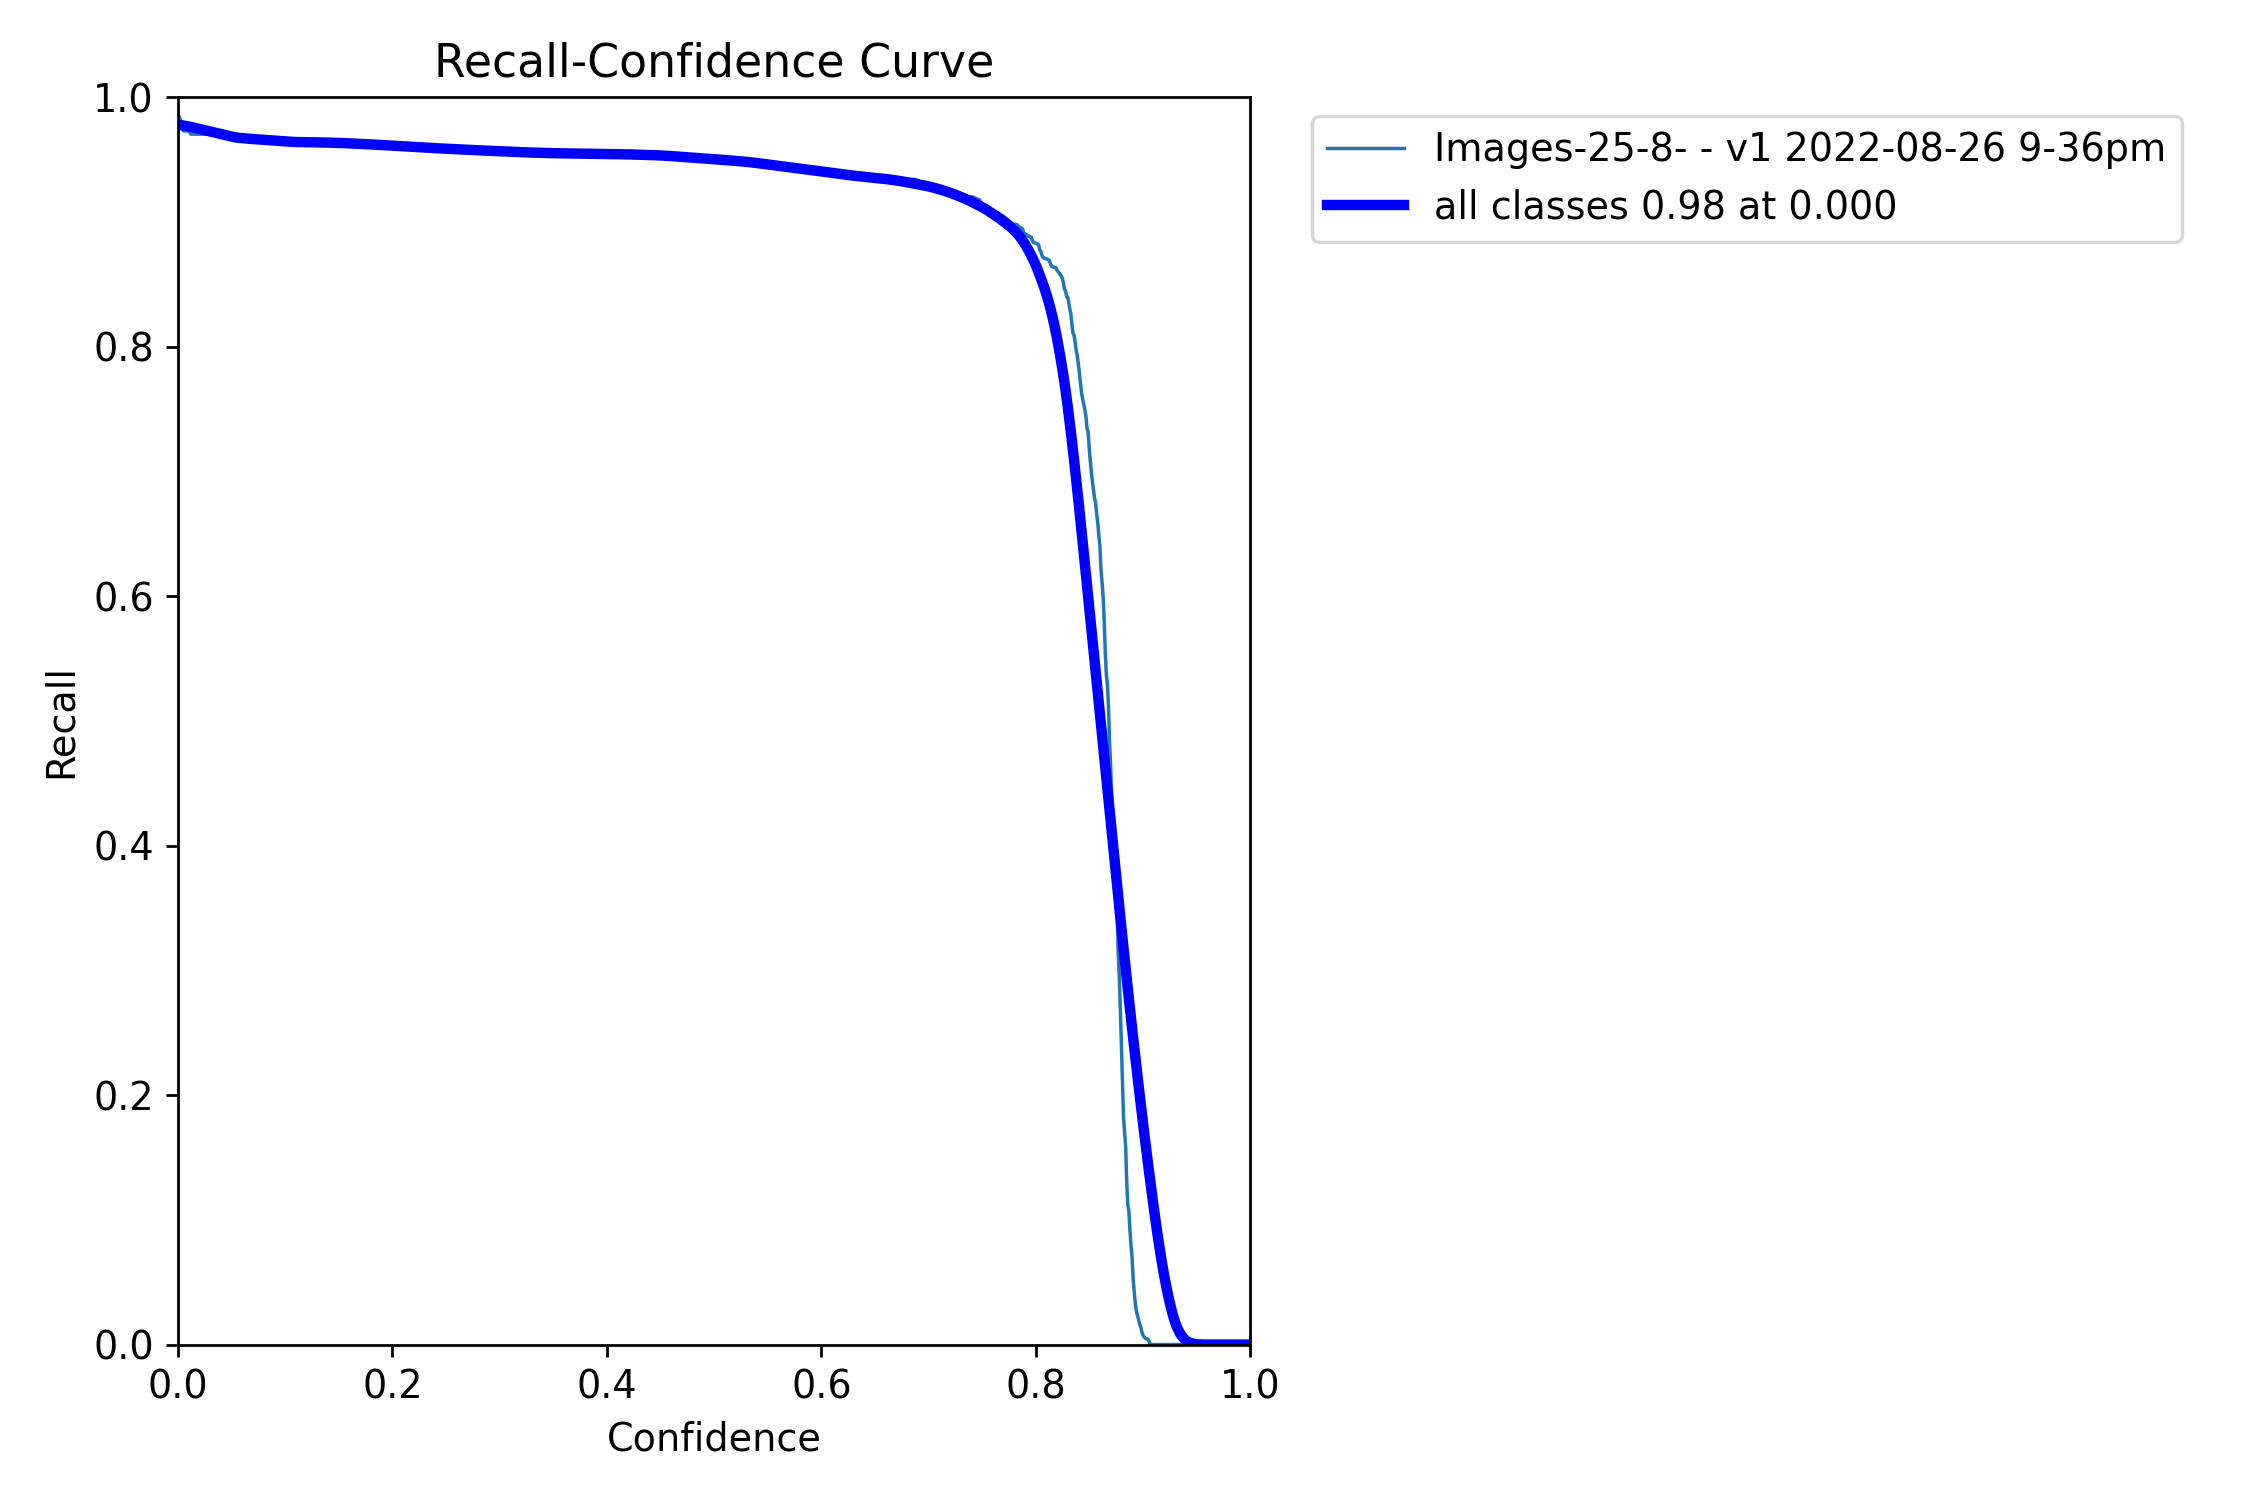 Recall-Confidence Curve
1.0
0.8
0.6
0.4
0.2
0.0
Recall
0.0 0.2 0.4 0.6 0.8 1.0
Confidence
Images-25-8- - v1 2022-08-26 9-36pm
all classes 0.98 at 0.000